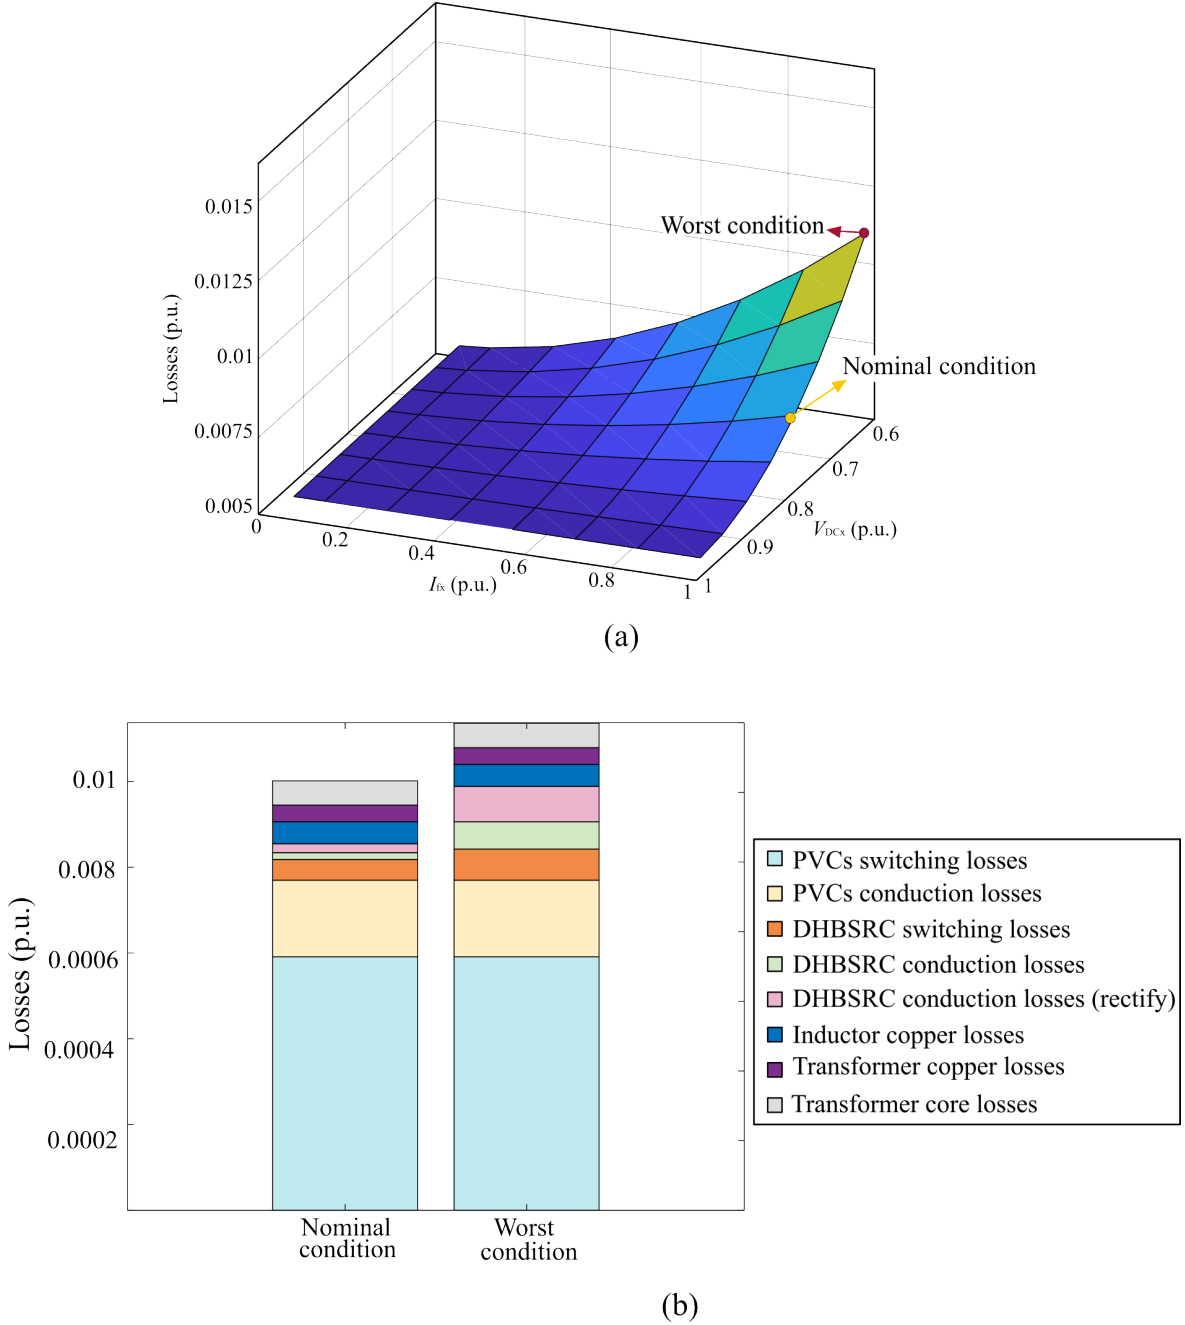 0.015
0.0125
0.01
0.0075
0.005
Losses (p.u.)
0
0.2
0.4
0.6
0.8
1
I fx (p.u.)
1
0.9
0.8
0.7
0.6
V DCx (p.u.)
Worst condition
Nominal condition
(a)
0.01
0.008
0.0006
0.0004
0.0002
Losses (p.u.)
Nominal
condition
Worst
condition
PVCs switching losses
PVCs conduction losses
DHBSRC switching losses
DHBSRC conduction losses
DHBSRC conduction losses (rectify)
Inductor copper losses
Transformer copper losses
Transformer core losses
(b)